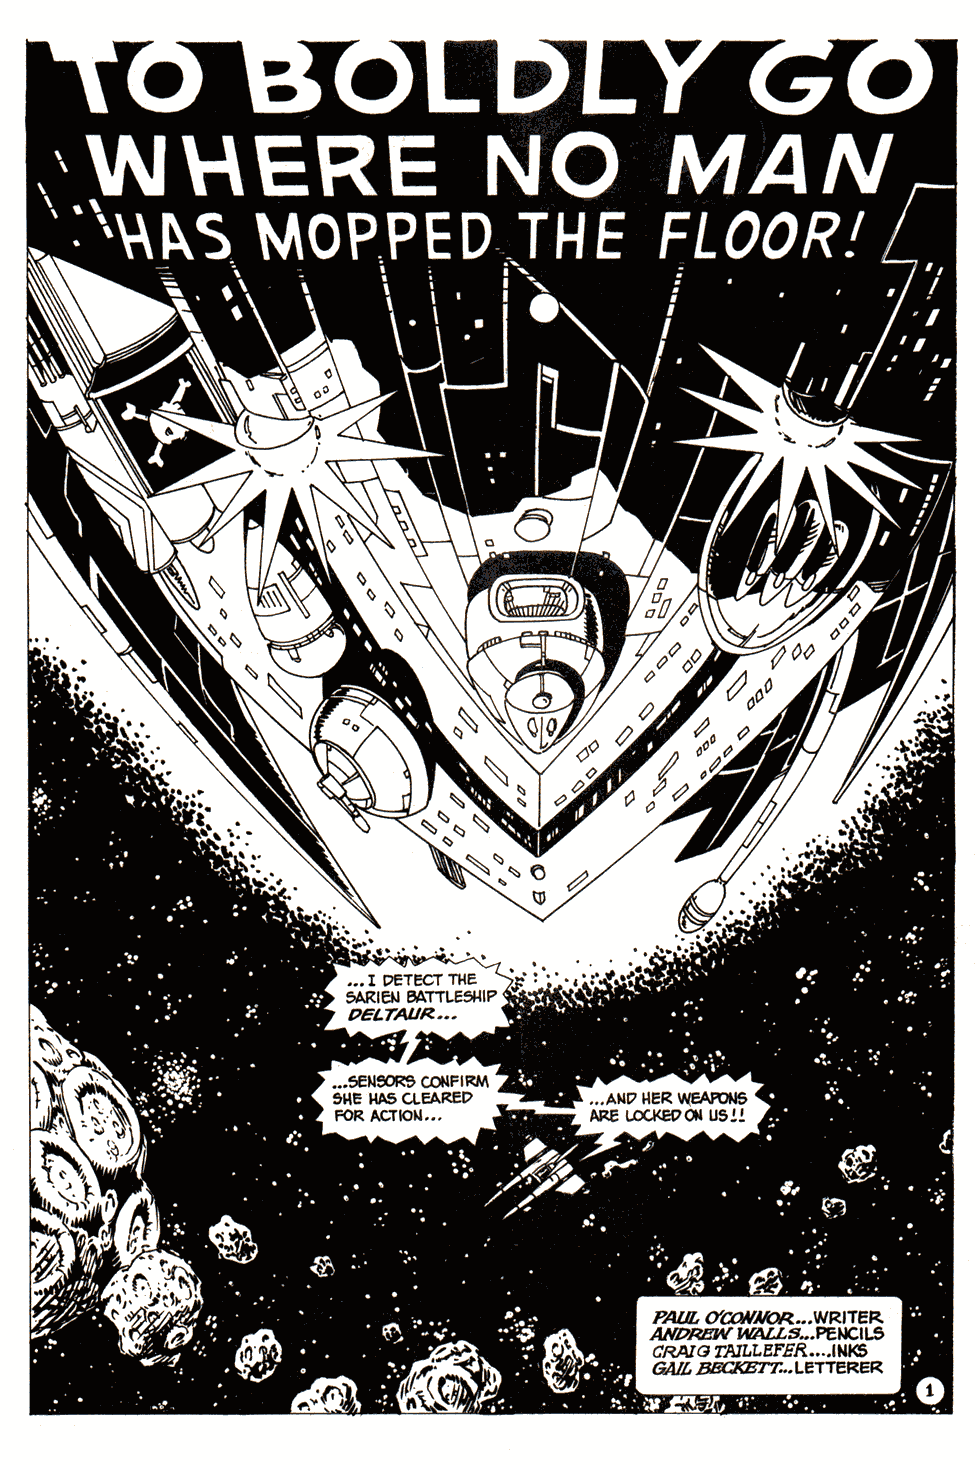 TO BOLDLY GO
WHERE NO MAN
HAS MOPPED THE FLOOR!
...I DETECT THE
SARIEN BATTLESHIP
DELTAUR...
...SENSORS CONFIRM
SHE HAS CLEARED
FOR ACTION...
...AND HER WEAPONS
ARE LOCKED ON US!!
PAUL O'CONNOR...WRITER
ANDREW WALLS...PENCILS
CRAIG TAILLEFER....INKS
GAIL BECKETT...LETTERER
1